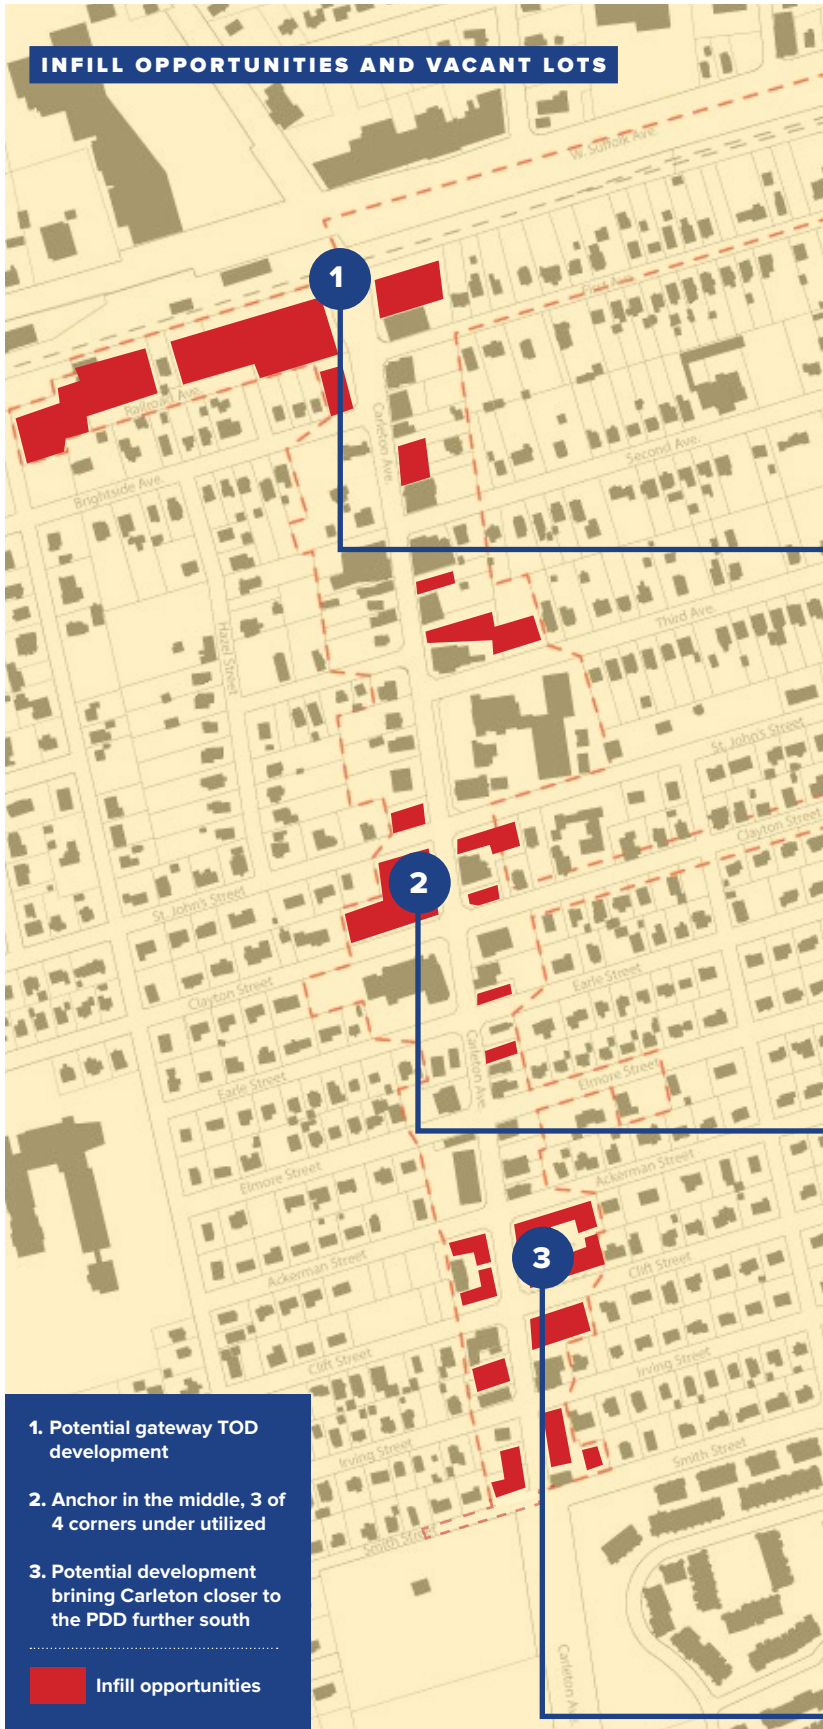 INFILL OPPORTUNITIES AND VACANT LOTS
W. Suffolk Ave.
1
First Ave.
Railroad Ave.
Carleton Ave.
Second Ave.
Brightside Ave.
Third Ave.
Hazel Street
St. John's Street
Clayton Street
2
St. John's Street
Clayton Street
Earle Street
Carleton Ave.
Elmore Street
Earle Street
Ackerman Street
Elmore Street
3
Ackerman Street
Clift Street
Clift Street
Irving Street
Irving Street
Smith Street
Smith Street
Carleton Ave.
1. Potential gateway TOD
development
2. Anchor in the middle, 3 of
4 corners under utilized
3. Potential development
brining Carleton closer to
the PDD further south
Infill opportunities